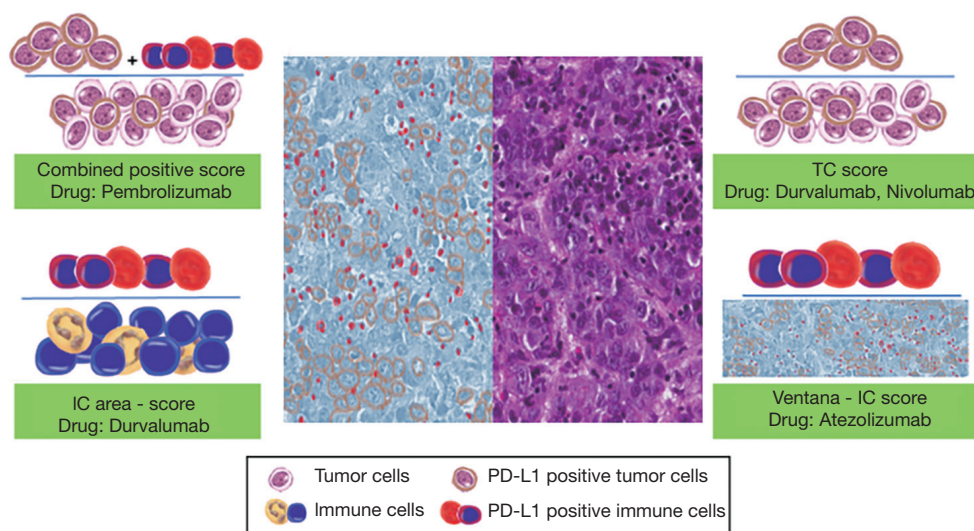 +
Combined positive score
Drug: Pembrolizumab
TC score
Drug: Durvalumab, Nivolumab
IC area - score
Drug: Durvalumab
Ventana - IC score
Drug: Atezolizumab
Tumor cells
PD-L1 positive tumor cells
Immune cells
PD-L1 positive immune cells